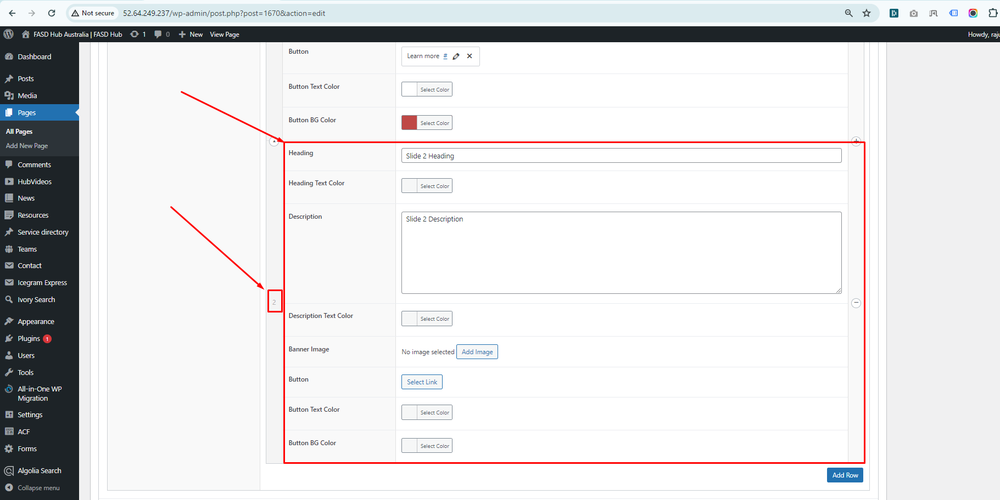 Not secure
52.64.249.237/wp-admin/post.php?post=1670&action=edit
FASD Hub Australia | FASD Hub 1 0 New View Page
Howdy, raju
Dashboard
Posts
Media
Pages
All Pages
Add New Page
Comments
HubVideos
News
Resources
Service directory
Teams
Contact
Icegram Express
Ivory Search
Appearance
Plugins 1
Users
Tools
All-in-One WP
Migration
Settings
ACF
Forms
Algolia Search
Collapse menu
Button
Learn more #
Button Text Color
Select Color
Button BG Color
Select Color
2
Heading
Slide 2 Heading
Heading Text Color
Select Color
Description
Slide 2 Description
Description Text Color
Select Color
Banner Image
No image selected Add Image
Button
Select Link
Button Text Color
Select Color
Button BG Color
Select Color
Add Row